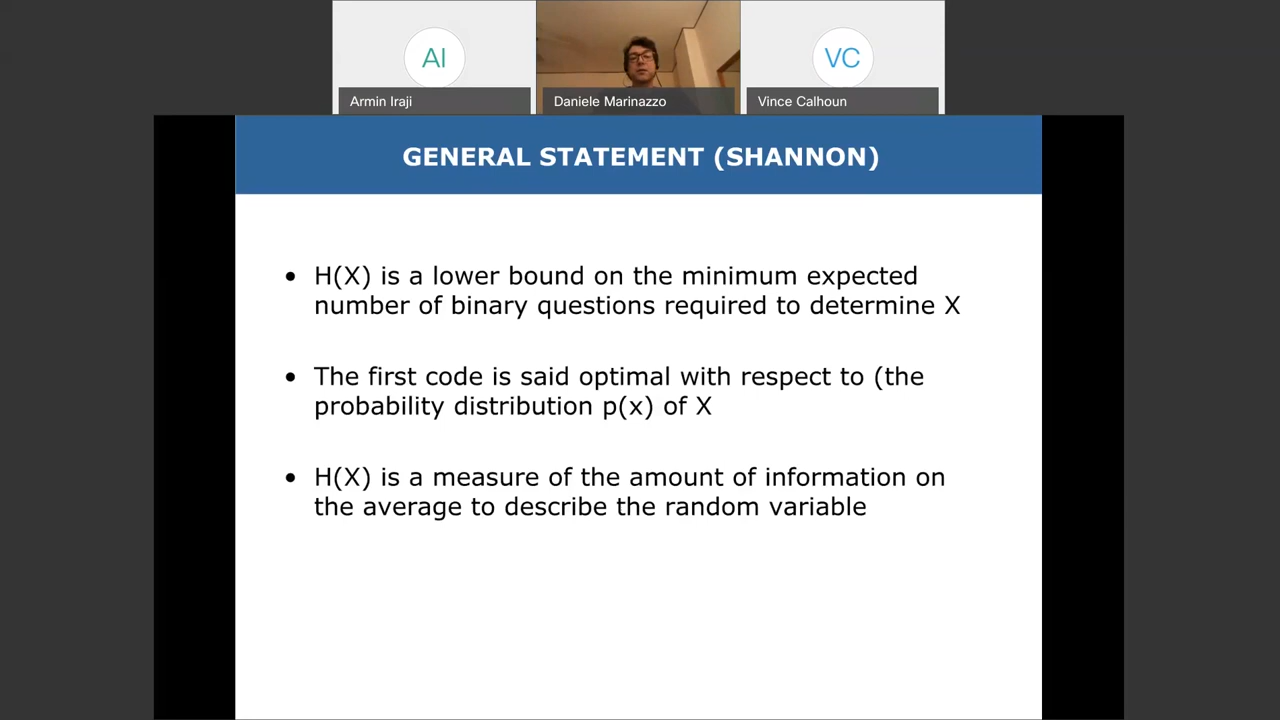 AI
VC
Armin Iraji
Daniele Marinazzo
Vince Calhoun
GENERAL STATEMENT (SHANNON)
• H(X) is a lower bound on the minimum expected
number of binary questions required to determine X
• The first code is said optimal with respect to (the
probability distribution p(x) of X
• H(X) is a measure of the amount of information on
the average to describe the random variable